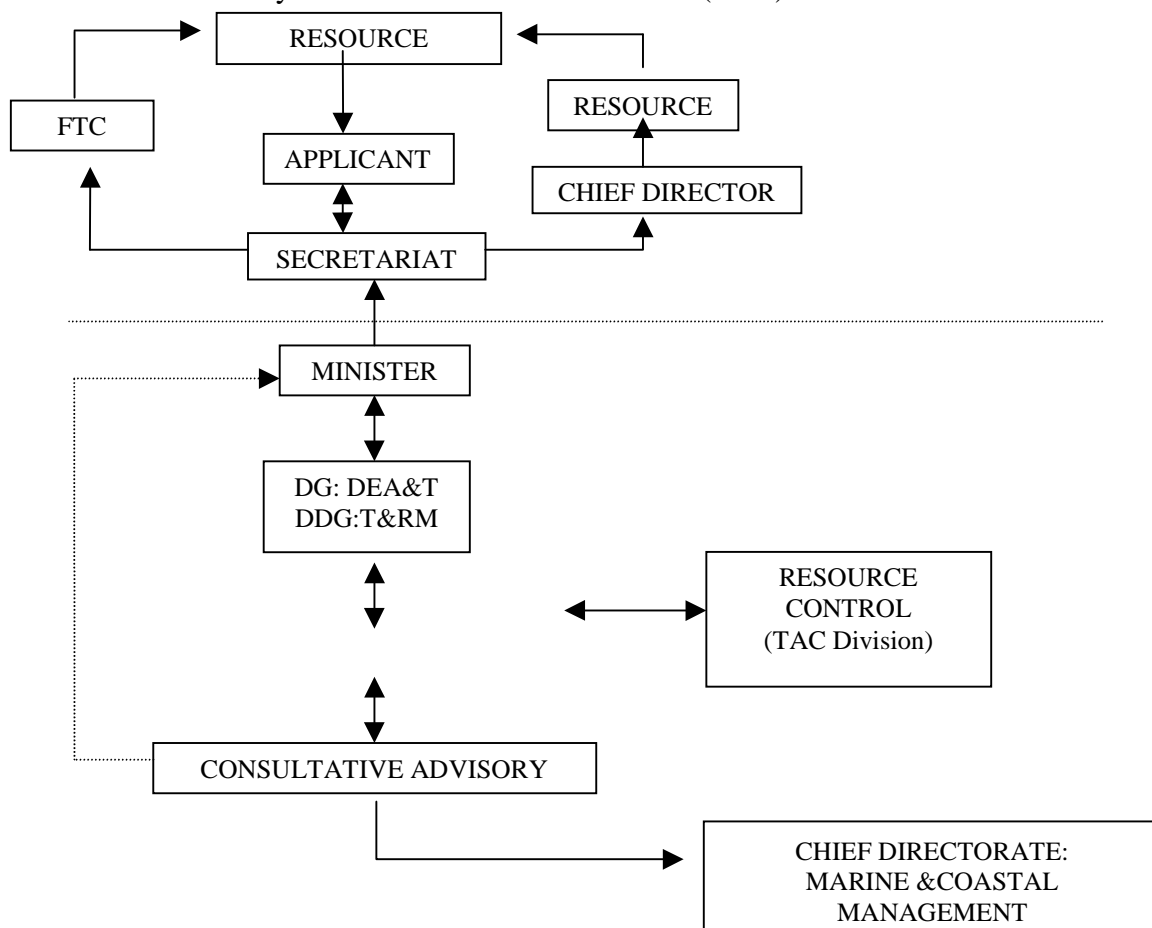 RESOURCE
RESOURCE
FTC
APPLICANT
CHIEF DIRECTOR
SECRETARIAT
MINISTER
DG: DEA&T
DDG:T&RM
RESOURCE
CONTROL
(TAC Division)
CONSULTATIVE ADVISORY
CHIEF DIRECTORATE:
MARINE &COASTAL
MANAGEMENT